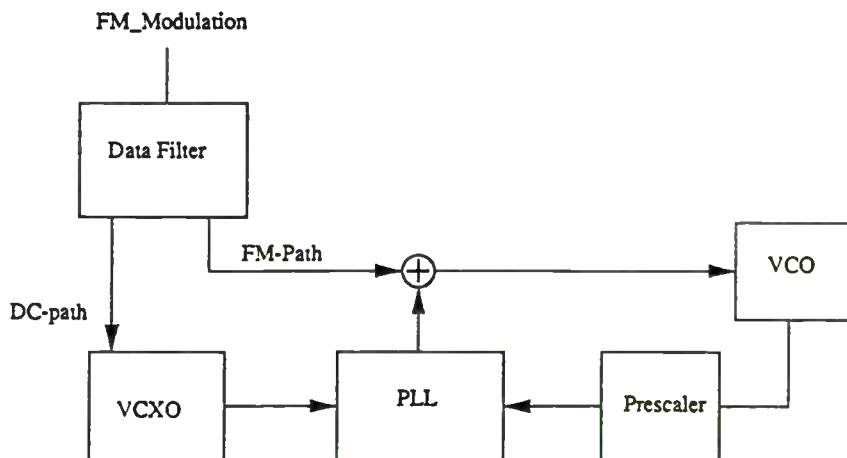 FM_Modulation
Data Filter
FM-Path
VCO
DC-path
VCXO
PLL
Prescaler